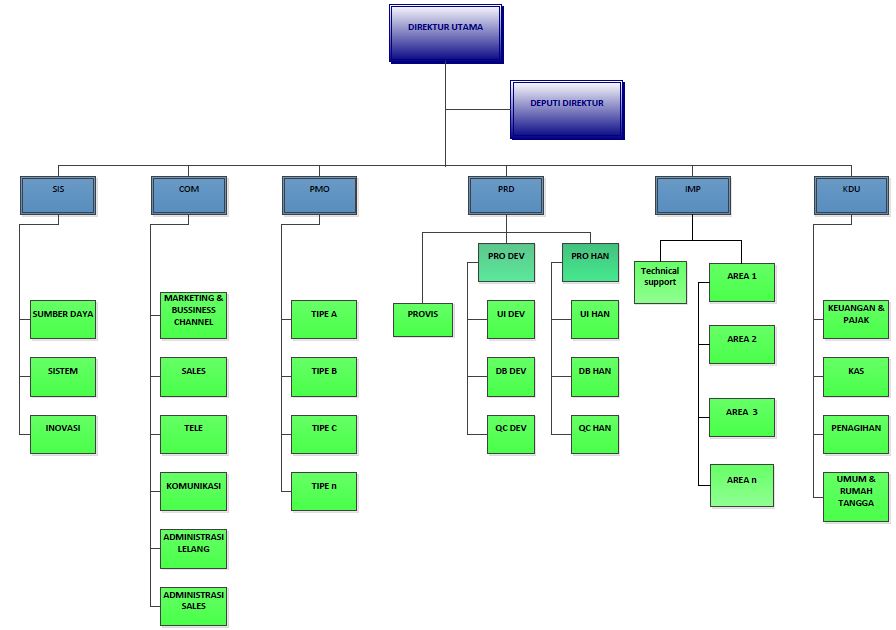 DIREKTUR UTAMA
DEPUTI DIREKTUR
SIS
COM
PMO
PRD
IMP
KDU
SUMBER DAYA
SISTEM
INOVASI
MARKETING &
BUSSINESS
CHANNEL
SALES
TELE
KOMUNIKASI
ADMINISTRASI
LELANG
ADMINISTRASI
SALES
TIPE A
TIPE B
TIPE C
TIPE n
PROVIS
PRO DEV
UI DEV
DB DEV
QC DEV
PRO HAN
UI HAN
DB HAN
QC HAN
Technical
support
AREA 1
AREA 2
AREA 3
AREA n
KEUANGAN &
PAJAK
KAS
PENAGIHAN
UMUM &
RUMAH
TANGGA